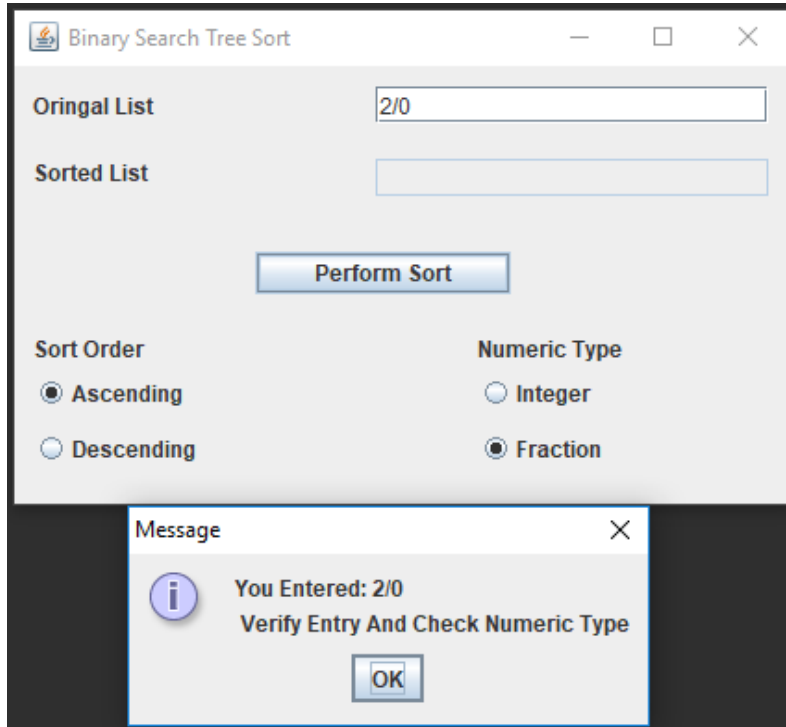 Binary Search Tree Sort
Oringal List 2/0
Sorted List
Perform Sort
Sort Order Numeric Type
Ascending Integer
Descending Fraction
Message
You Entered: 2/0
Verify Entry And Check Numeric Type
OK